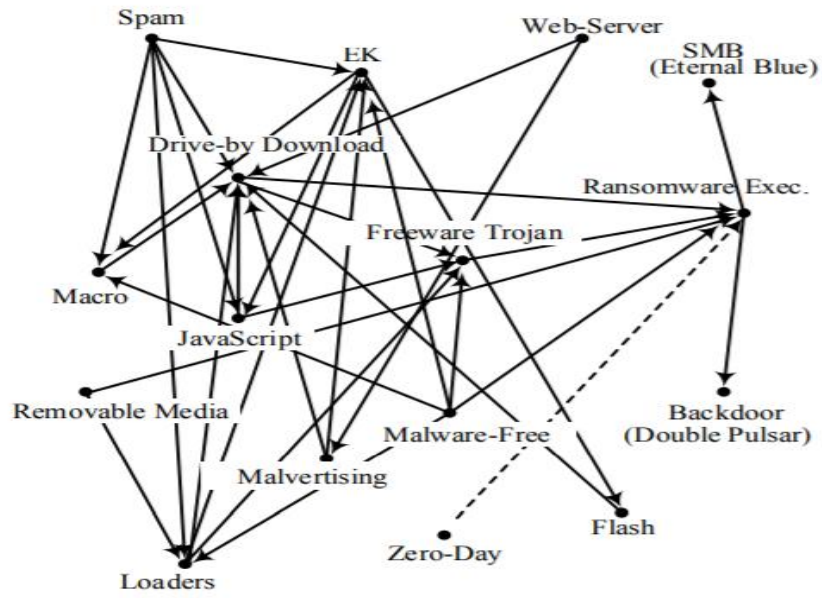 Spam
Web-Server
EK
SMB
(Eternal Blue)
Drive-by Download
Ransomware Exec.
Freeware Trojan
Macro
JavaScript
Removable Media
Malware-Free
Backdoor
(Double Pulsar)
Malvertising
Flash
Zero-Day
Loaders